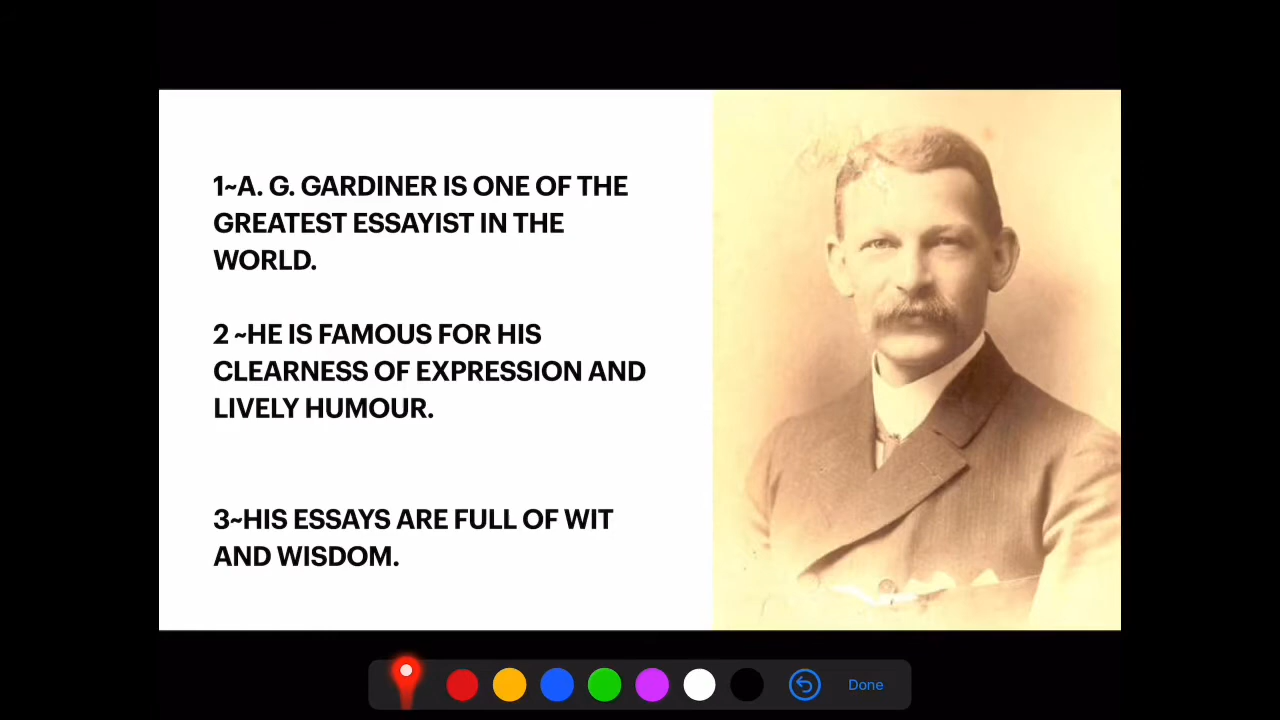 1~A. G. GARDINER IS ONE OF THE
GREATEST ESSAYIST IN THE
WORLD.
2 ~HE IS FAMOUS FOR HIS
CLEARNESS OF EXPRESSION AND
LIVELY HUMOUR.
3~HIS ESSAYS ARE FULL OF WIT
AND WISDOM.
Done